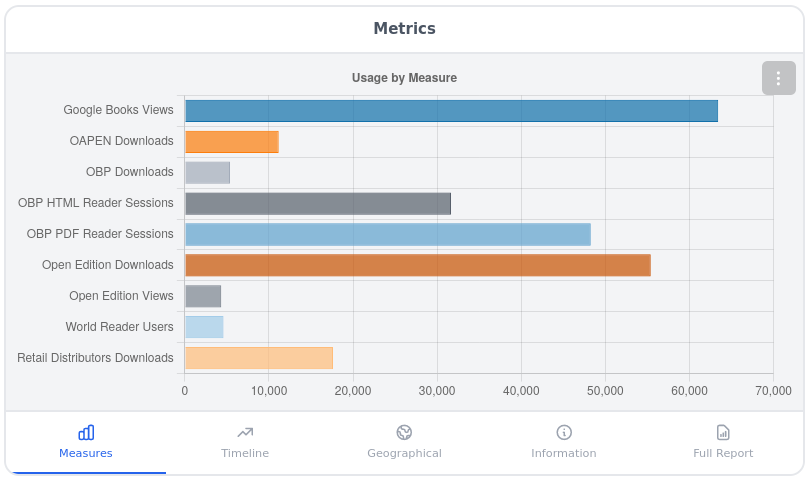 Metrics
Usage by Measure
Google Books Views
OAPEN Downloads
OBP Downloads
OBP HTML Reader Sessions
OBP PDF Reader Sessions
Open Edition Downloads
Open Edition Views
World Reader Users
Retail Distributors Downloads
0 10,000 20,000 30,000 40,000 50,000 60,000 70,000
Measures Timeline Geographical Information Full Report